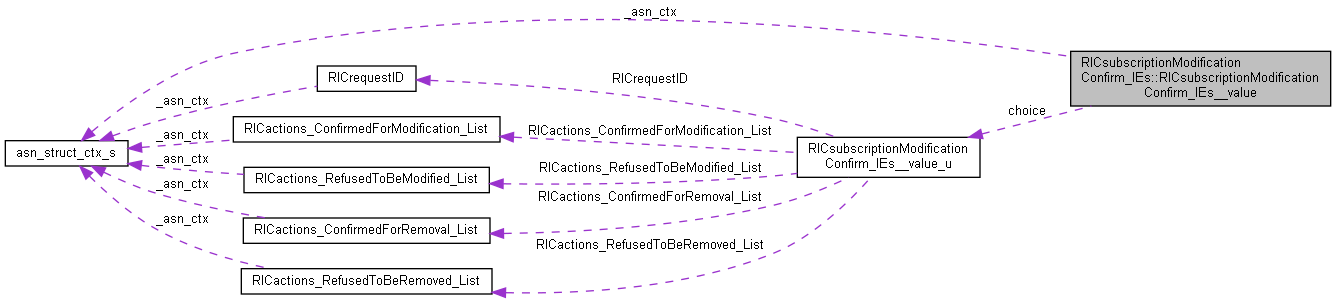 _asn_ctx
RICsubscriptionModification
Confirm_IEs::RICsubscriptionModification
Confirm_IEs__value
RICrequestID
RICrequestID
_asn_ctx
choice
RICactions_ConfirmedForModification_List
RICactions_ConfirmedForModification_List
_asn_ctx
asn_struct_ctx_s
RICsubscriptionModification
Confirm_IEs__value_u
_asn_ctx
RICactions_RefusedToBeModified_List
RICactions_RefusedToBeModified_List
_asn_ctx
RICactions_ConfirmedForRemoval_List
RICactions_ConfirmedForRemoval_List
_asn_ctx
RICactions_RefusedToBeRemoved_List
RICactions_RefusedToBeRemoved_List